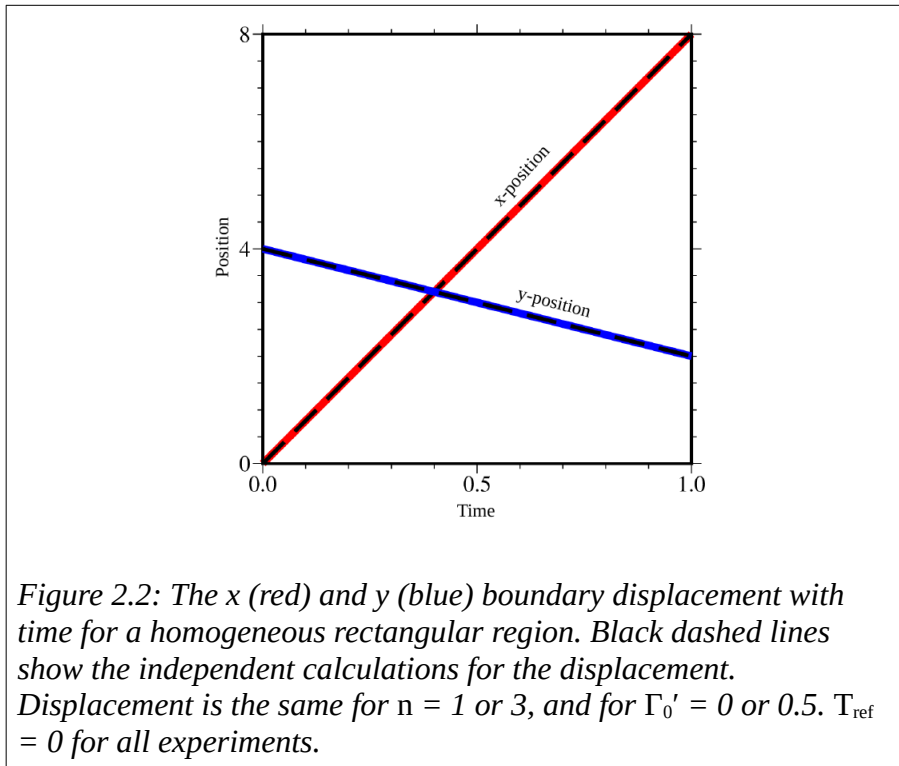 8
x-position
Position
4
y-position
0
0.0 0.5 1.0
Time
Figure 2.2: The x (red) and y (blue) boundary displacement with
time for a homogeneous rectangular region. Black dashed lines
show the independent calculations for the displacement.
Displacement is the same for n = 1 or 3, and for Γ₀′ = 0 or 0.5. Tref
= 0 for all experiments.